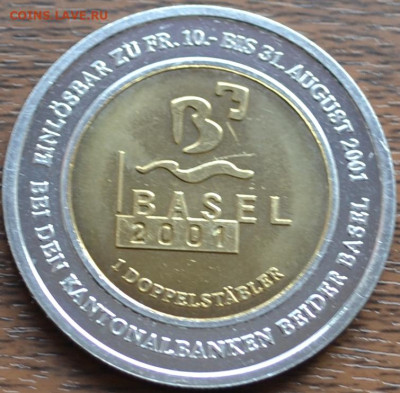 COINS.LAVE.RU
EINLÖSBAR ZU FR. 10.- BIS 31. AUGUST 2001
BEI DEN KANTONALBANKEN BEIDER BASEL
B
BASEL
2001
1 DOPPELSTÄBLER